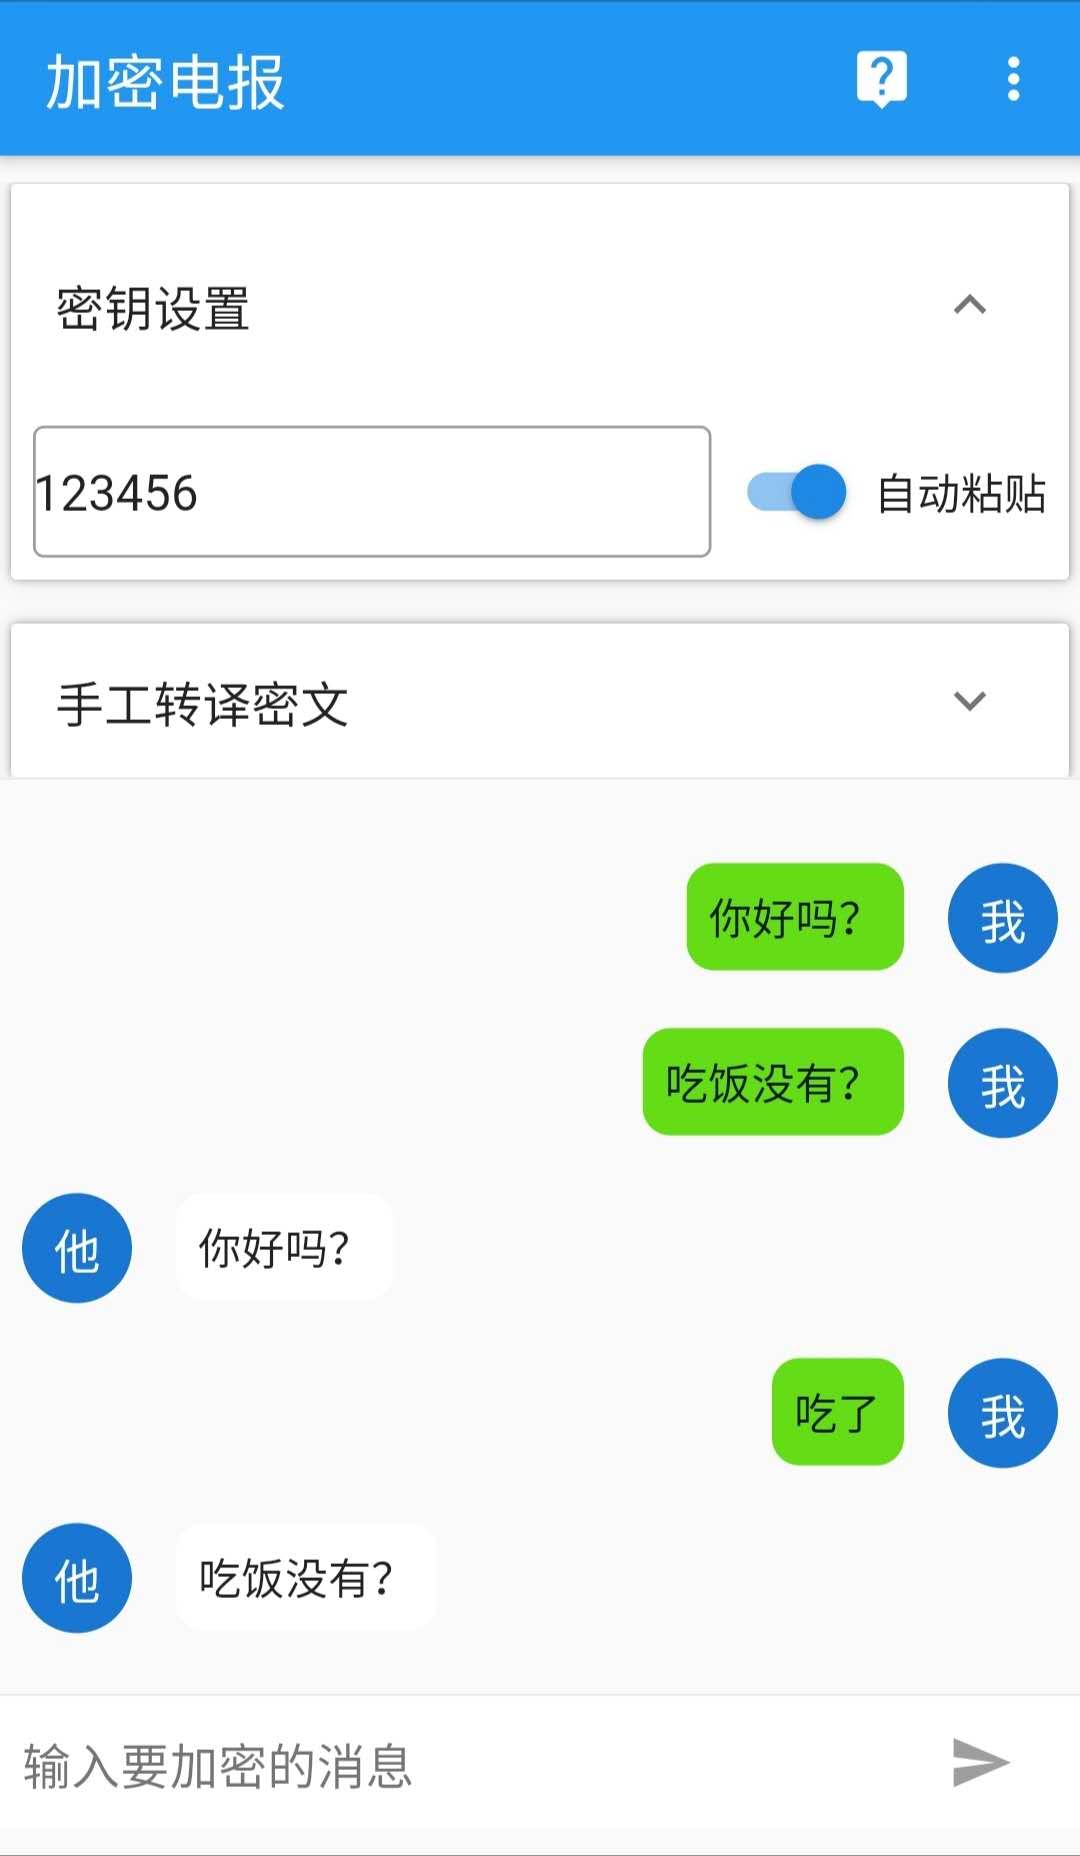 加密电报
密钥设置
123456
自动粘贴
手工转译密文
你好吗？
我
吃饭没有？
我
他
你好吗？
吃了
我
他
吃饭没有？
输入要加密的消息